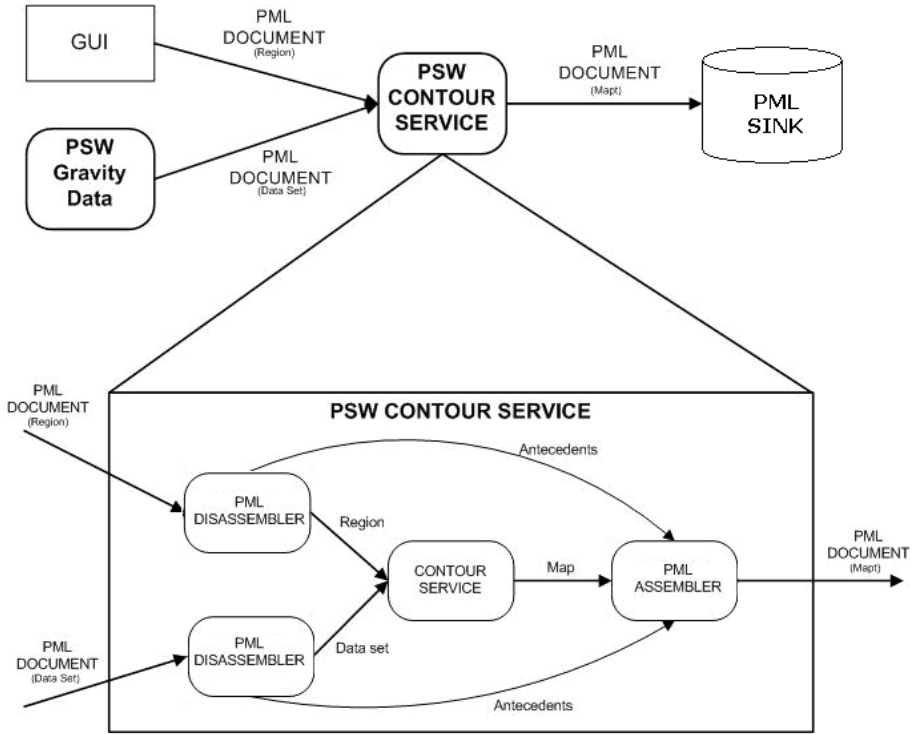 GUI
PML
DOCUMENT
(Region)
PSW
CONTOUR
SERVICE
PML
DOCUMENT
(Mapt)
PML
SINK
PSW
Gravity
Data
PML
DOCUMENT
(Data Set)
PSW CONTOUR SERVICE
PML
DOCUMENT
(Region)
Antecedents
PML
DISASSEMBLER
Region
CONTOUR
SERVICE
Map
PML
ASSEMBLER
PML
DOCUMENT
(Mapt)
PML
DOCUMENT
(Data Set)
PML
DISASSEMBLER
Data set
Antecedents